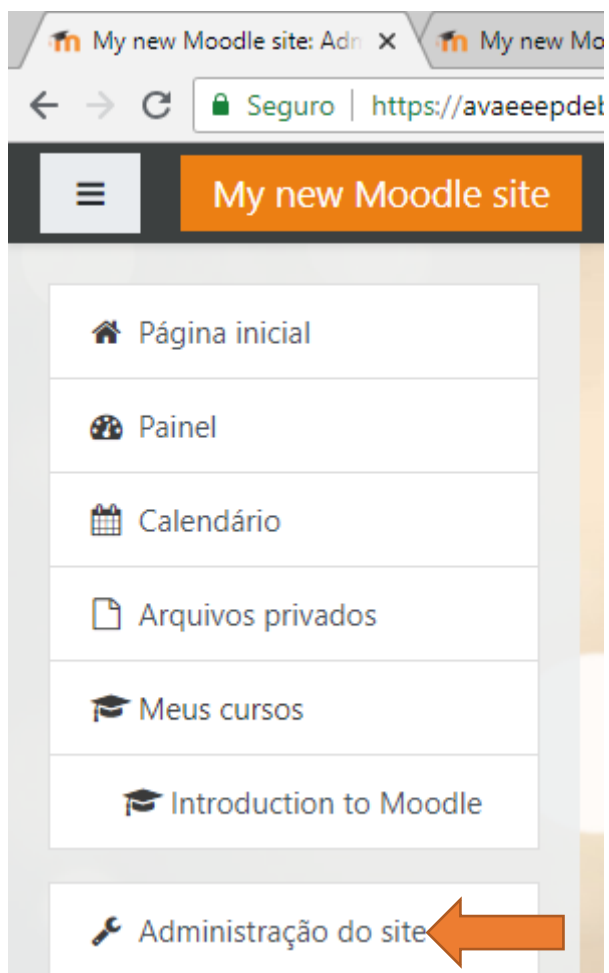 My new Moodle site: Adn
My new Mo
Seguro
https://avaeeepdeb
My new Moodle site
Página inicial
Painel
Calendário
Arquivos privados
Meus cursos
Introduction to Moodle
Administração do site